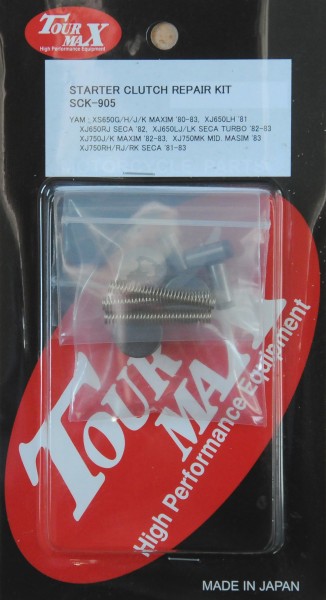 TOUR
MAX
High Performance Equipment
STARTER CLUTCH REPAIR KIT
SCK-905
YAM : XS650G/H/J/K MAXIM '80-83, XJ650LH '81
XJ650RJ SECA '82, XJ650LJ/LK SECA TURBO '82-83
XJ750J/K MAXIM '82-83, XJ750MK MID. MASIM '83
XJ750RH/RJ/RK SECA '81-83
TOUR
MAX
High Performance Equipment
MADE IN JAPAN